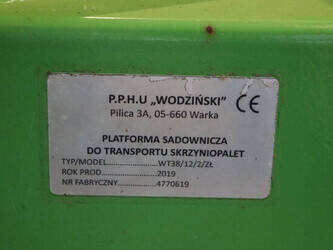 P.P.H.U „WODZIŃSKI"
Pilica 3A, 05-660 Warka
CE
PLATFORMA SADOWNICZA
DO TRANSPORTU SKRZYNIOPALET
TYP/MODEL........................WT38/12/2/ZŁ
ROK PROD........................2019
NR FABRYCZNY..................4770619